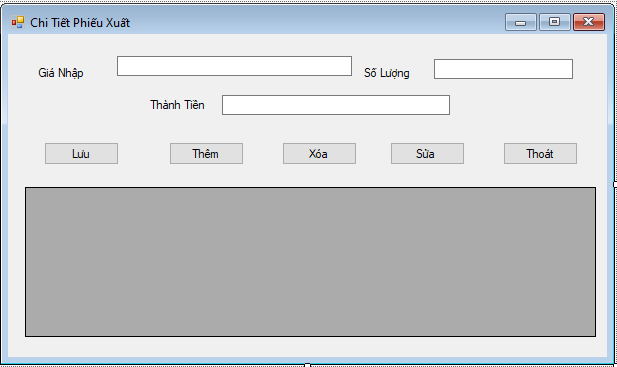 Chi Tiết Phiếu Xuất
Giá Nhập Số Lượng
Thành Tiền
Lưu Thêm Xóa Sửa Thoát